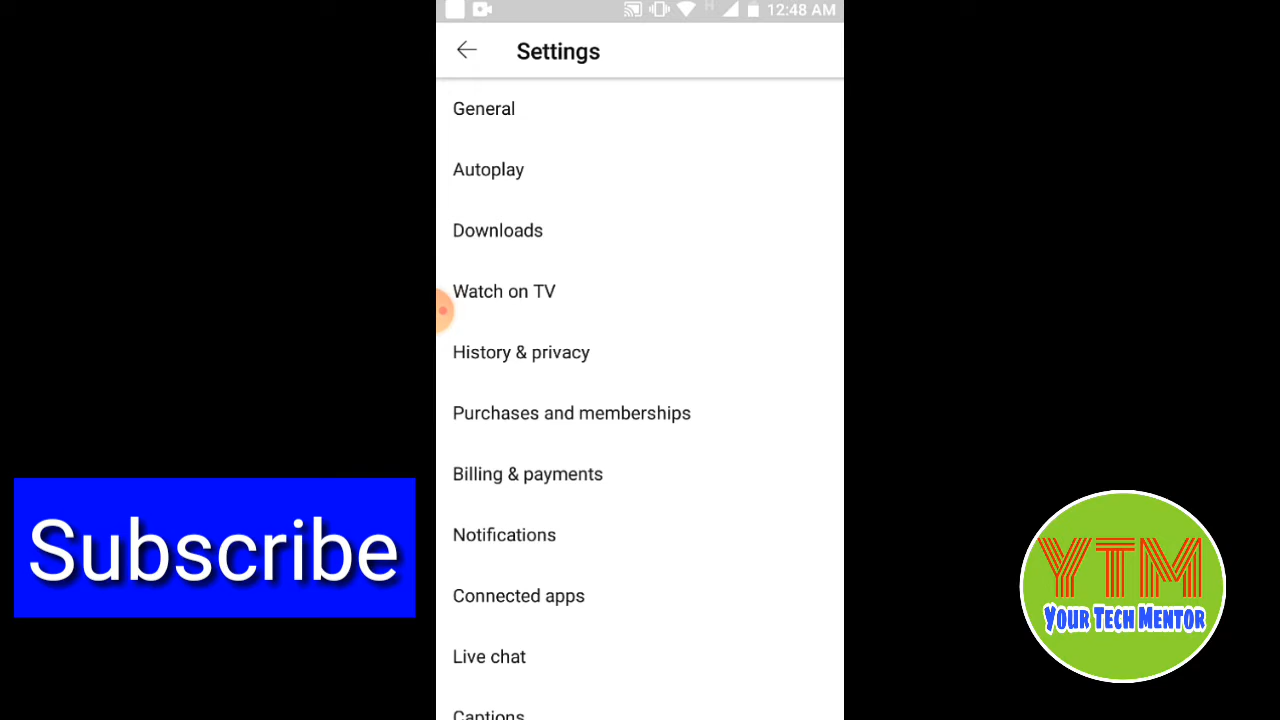 H 12:48 AM
Settings
General
Autoplay
Downloads
Watch on TV
History & privacy
Purchases and memberships
Billing & payments
Notifications
Connected apps
Live chat
Captions
Subscribe
YTM
Your Tech Mentor